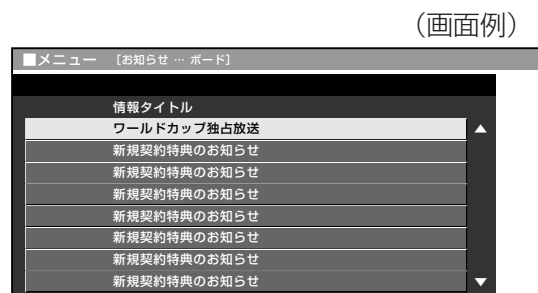 （画面例）
■メニュー　[お知らせ … ボード]
情報タイトル
ワールドカップ独占放送
新規契約特典のお知らせ
新規契約特典のお知らせ
新規契約特典のお知らせ
新規契約特典のお知らせ
新規契約特典のお知らせ
新規契約特典のお知らせ
新規契約特典のお知らせ